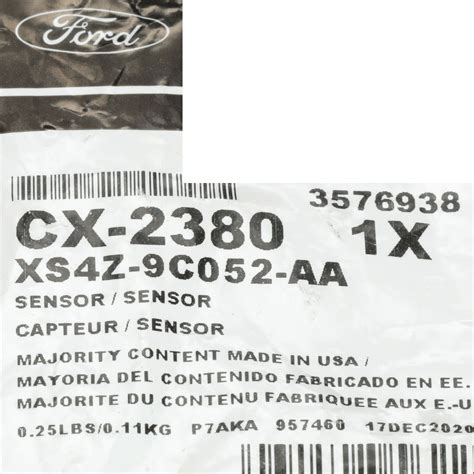 Ford
3576938
CX-2380 1X
XS4Z-9C052-AA
SENSOR / SENSOR
CAPTEUR / SENSOR
MAJORITY CONTENT MADE IN USA /
MAYORIA DEL CONTENIDO FABRICADO EN EE.
MAJORITE DU CONTENU FABRIQUEE AUX E.-U
0.25LBS/0.11KG P7AKA 957460 17DEC2020